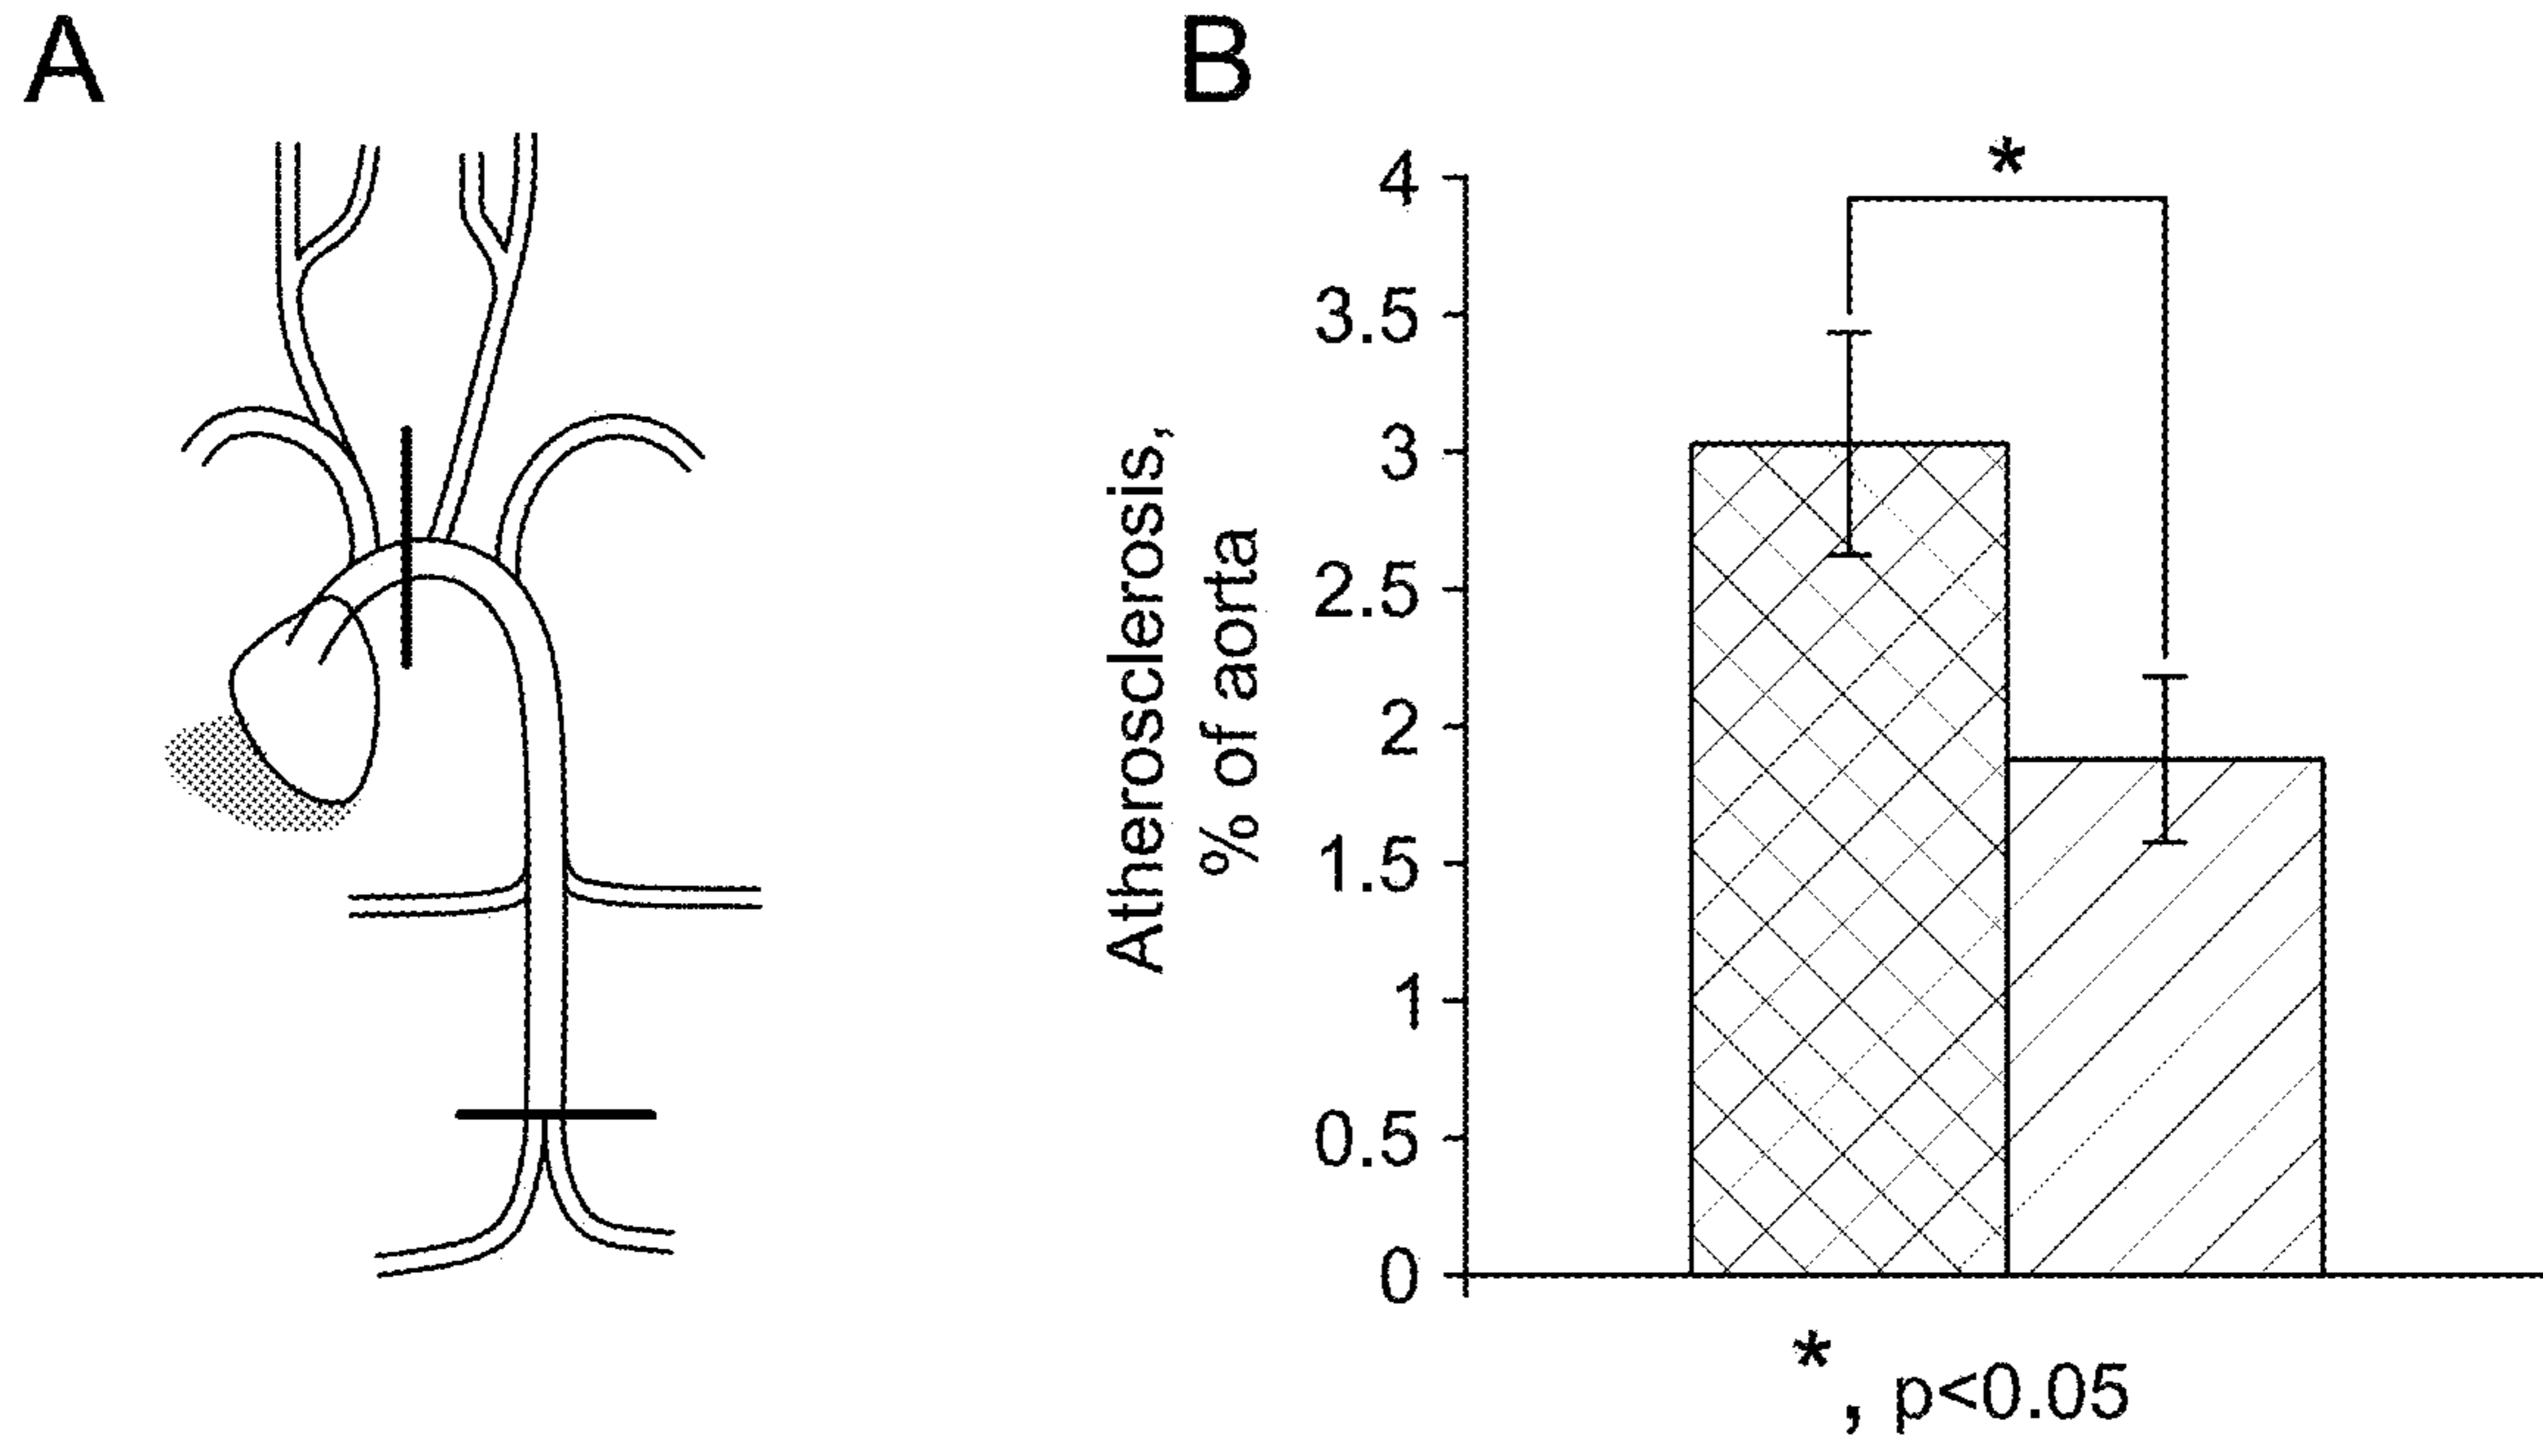 A
B
*
4
3.5
3
2.5
2
1.5
1
0.5
0
Atherosclerosis,
% of aorta
*, p<0.05